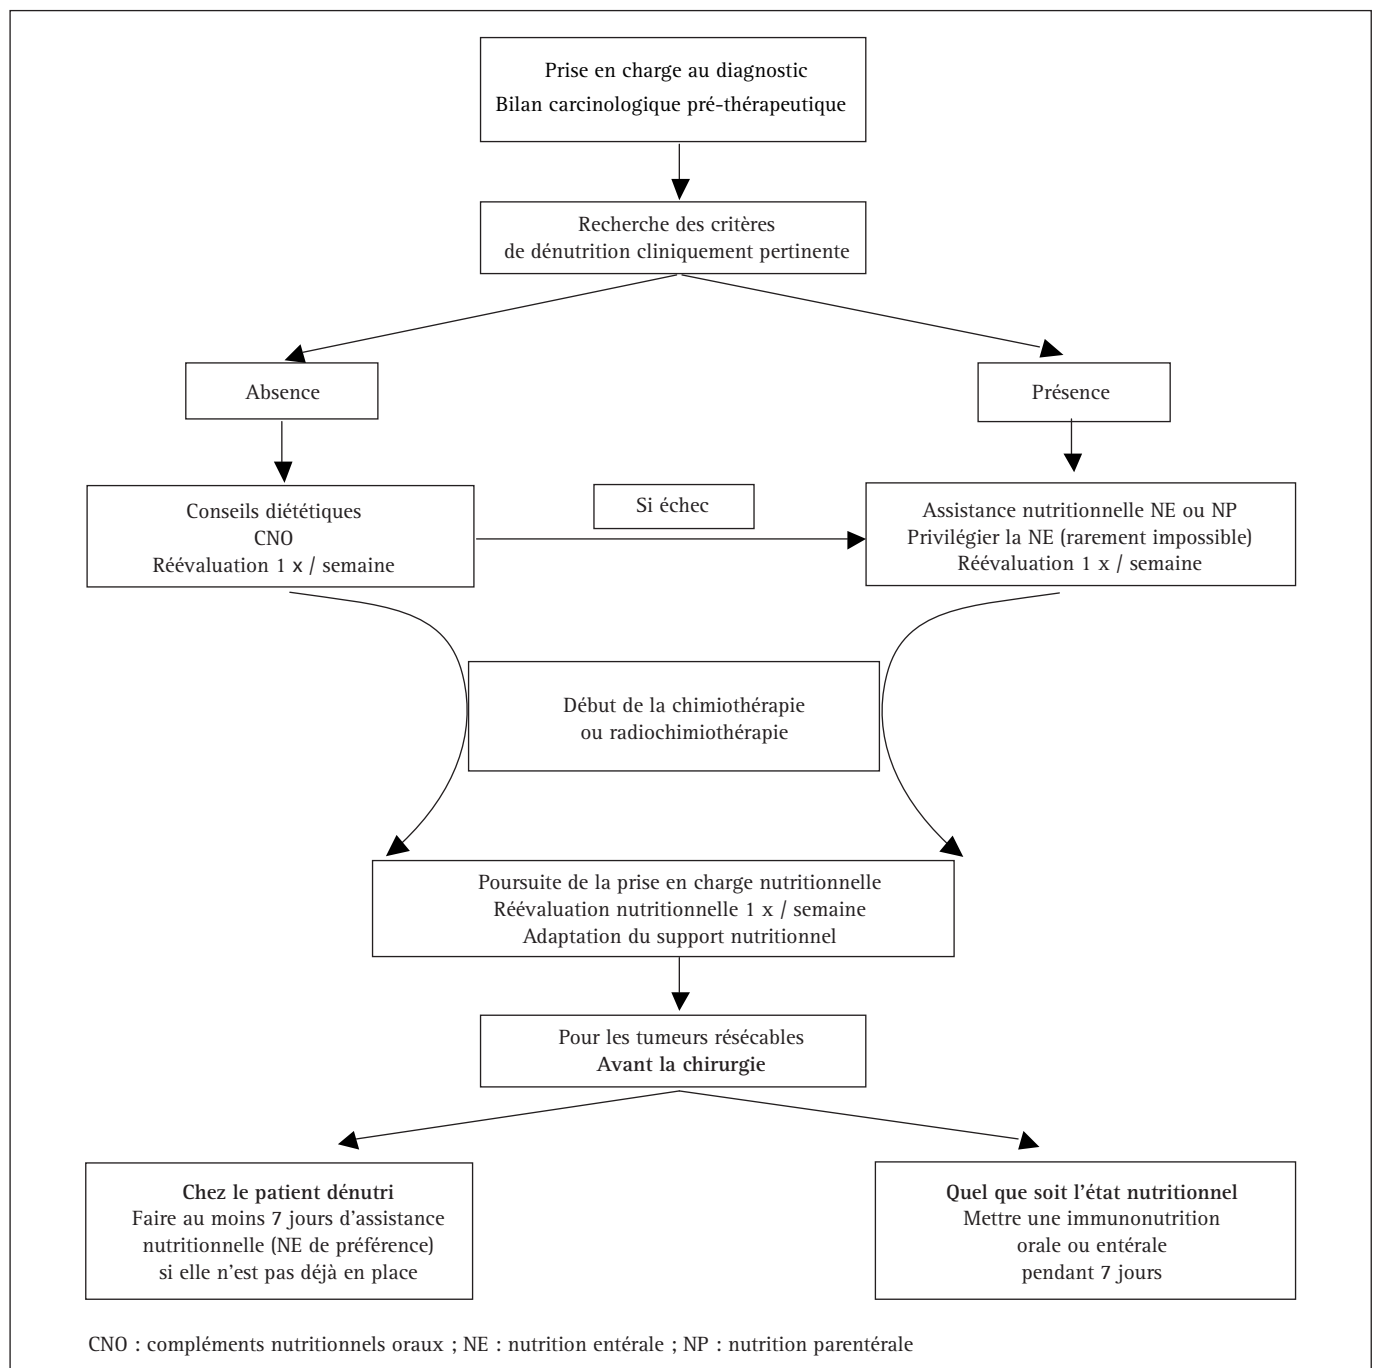 Prise en charge au diagnostic
Bilan carcinologique pré-thérapeutique
Recherche des critères
de dénutrition cliniquement pertinente
Absence
Présence
Conseils diététiques
CNO
Réévaluation 1 x / semaine
Si échec
Assistance nutritionnelle NE ou NP
Privilégier la NE (rarement impossible)
Réévaluation 1 x / semaine
Début de la chimiothérapie
ou radiochimiothérapie
Poursuite de la prise en charge nutritionnelle
Réévaluation nutritionnelle 1 x / semaine
Adaptation du support nutritionnel
Pour les tumeurs résécables
Avant la chirurgie
Chez le patient dénutri
Faire au moins 7 jours d'assistance
nutritionnelle (NE de préférence)
si elle n'est pas déjà en place
Quel que soit l'état nutritionnel
Mettre une immunonutrition
orale ou entérale
pendant 7 jours
CNO : compléments nutritionnels oraux ; NE : nutrition entérale ; NP : nutrition parentérale